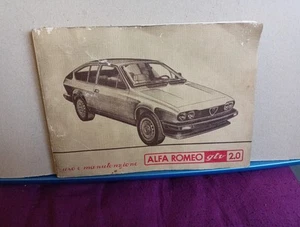 uso e manutenzione
ALFA ROMEO gtv 2.0